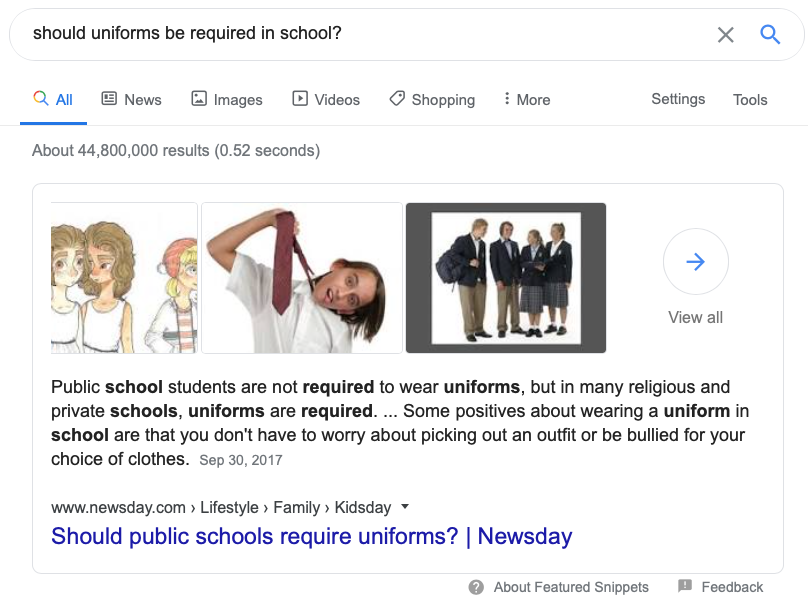 should uniforms be required in school?
All News Images Videos Shopping More Settings Tools
About 44,800,000 results (0.52 seconds)
View all
Public school students are not required to wear uniforms, but in many religious and
private schools, uniforms are required. ... Some positives about wearing a uniform in
school are that you don't have to worry about picking out an outfit or be bullied for your
choice of clothes. Sep 30, 2017
www.newsday.com › Lifestyle › Family › Kidsday
Should public schools require uniforms? | Newsday
About Featured Snippets Feedback